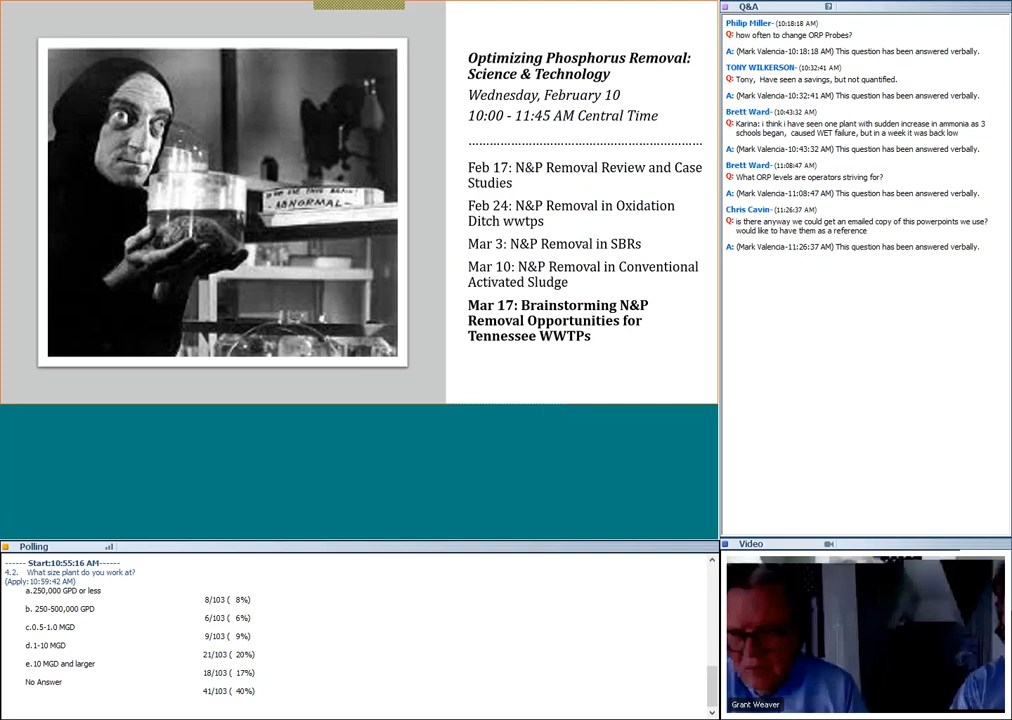 Optimizing Phosphorus Removal:
Science & Technology
Wednesday, February 10
10:00 - 11:45 AM Central Time
Feb 17: N&P Removal Review and Case
Studies
Feb 24: N&P Removal in Oxidation
Ditch wwtps
Mar 3: N&P Removal in SBRs
Mar 10: N&P Removal in Conventional
Activated Sludge
Mar 17: Brainstorming N&P
Removal Opportunities for
Tennessee WWTPs
ABNORMAL
Q&A
Philip Miller- (10:18:18 AM)
Q: how often to change ORP Probes?
A: (Mark Valencia-10:18:18 AM) This question has been answered verbally.
TONY WILKERSON- (10:32:41 AM)
Q: Tony, Have seen a savings, but not quantified.
A: (Mark Valencia-10:32:41 AM) This question has been answered verbally.
Brett Ward- (10:43:32 AM)
Q: Karina: i think i have seen one plant with sudden increase in ammonia as 3
schools began, caused WET failure, but in a week it was back low
A: (Mark Valencia-10:43:32 AM) This question has been answered verbally.
Brett Ward- (11:08:47 AM)
Q: What ORP levels are operators striving for?
A: (Mark Valencia-11:08:47 AM) This question has been answered verbally.
Chris Cavin- (11:26:37 AM)
Q: is there anyway we could get an emailed copy of this powerpoints we use?
would like to have them as a reference
A: (Mark Valencia-11:26:37 AM) This question has been answered verbally.
Polling
------ Start:10:55:16 AM------
4.2. What size plant do you work at?
(Apply:10:59:42 AM)
a.250,000 GPD or less
8/103 ( 8%)
b. 250-500,000 GPD
6/103 ( 6%)
c.0.5-1.0 MGD
9/103 ( 9%)
d.1-10 MGD
21/103 ( 20%)
e.10 MGD and larger
18/103 ( 17%)
No Answer
41/103 ( 40%)
Video
Grant Weaver